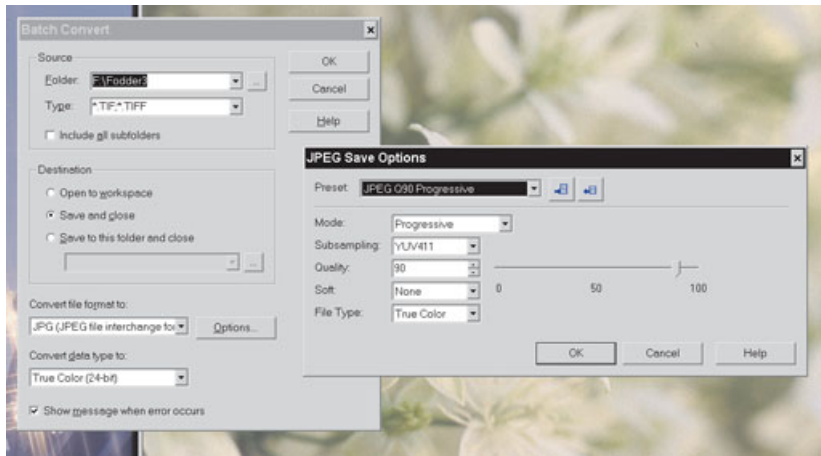 Batch Convert
Source
Folder: F:\Fodder3
...
Type: *.TIF;*.TIFF
Include all subfolders
OK
Cancel
Help
Destination
Open to workspace
Save and close
Save to this folder and close
...
Convert file format to:
JPG (JPEG file interchange for
Options...
Convert data type to:
True Color (24-bit)
Show message when error occurs
JPEG Save Options
Preset: JPEG Q90 Progressive
Mode: Progressive
Subsampling: YUV411
Quality: 90
0 50 100
Soft: None
File Type: True Color
OK Cancel Help